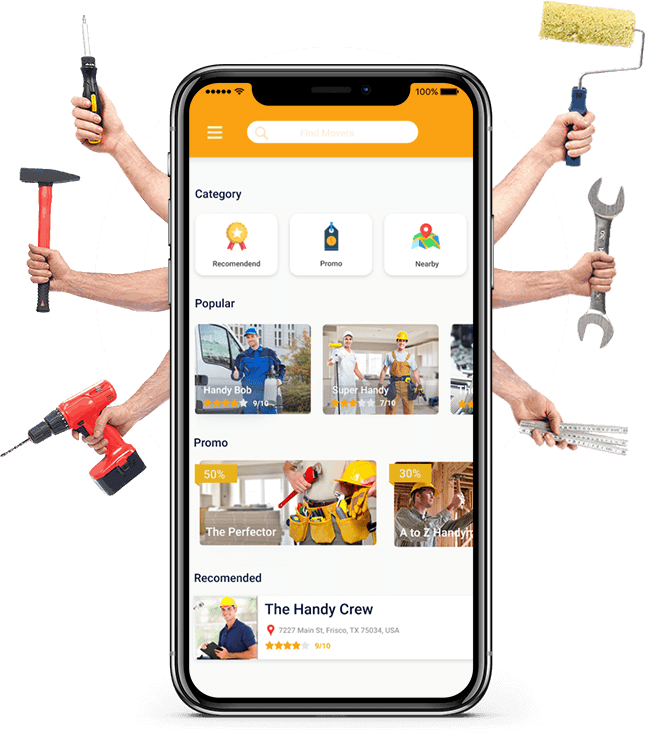 100%
Find Movers
Category
Recomendend
Promo
Nearby
Popular
Handy Bob
9/10
Super Handy
7/10
Promo
50%
The Perfector
30%
A to Z Handy
Recomended
The Handy Crew
7227 Main St, Frisco, TX 75034, USA
9/10